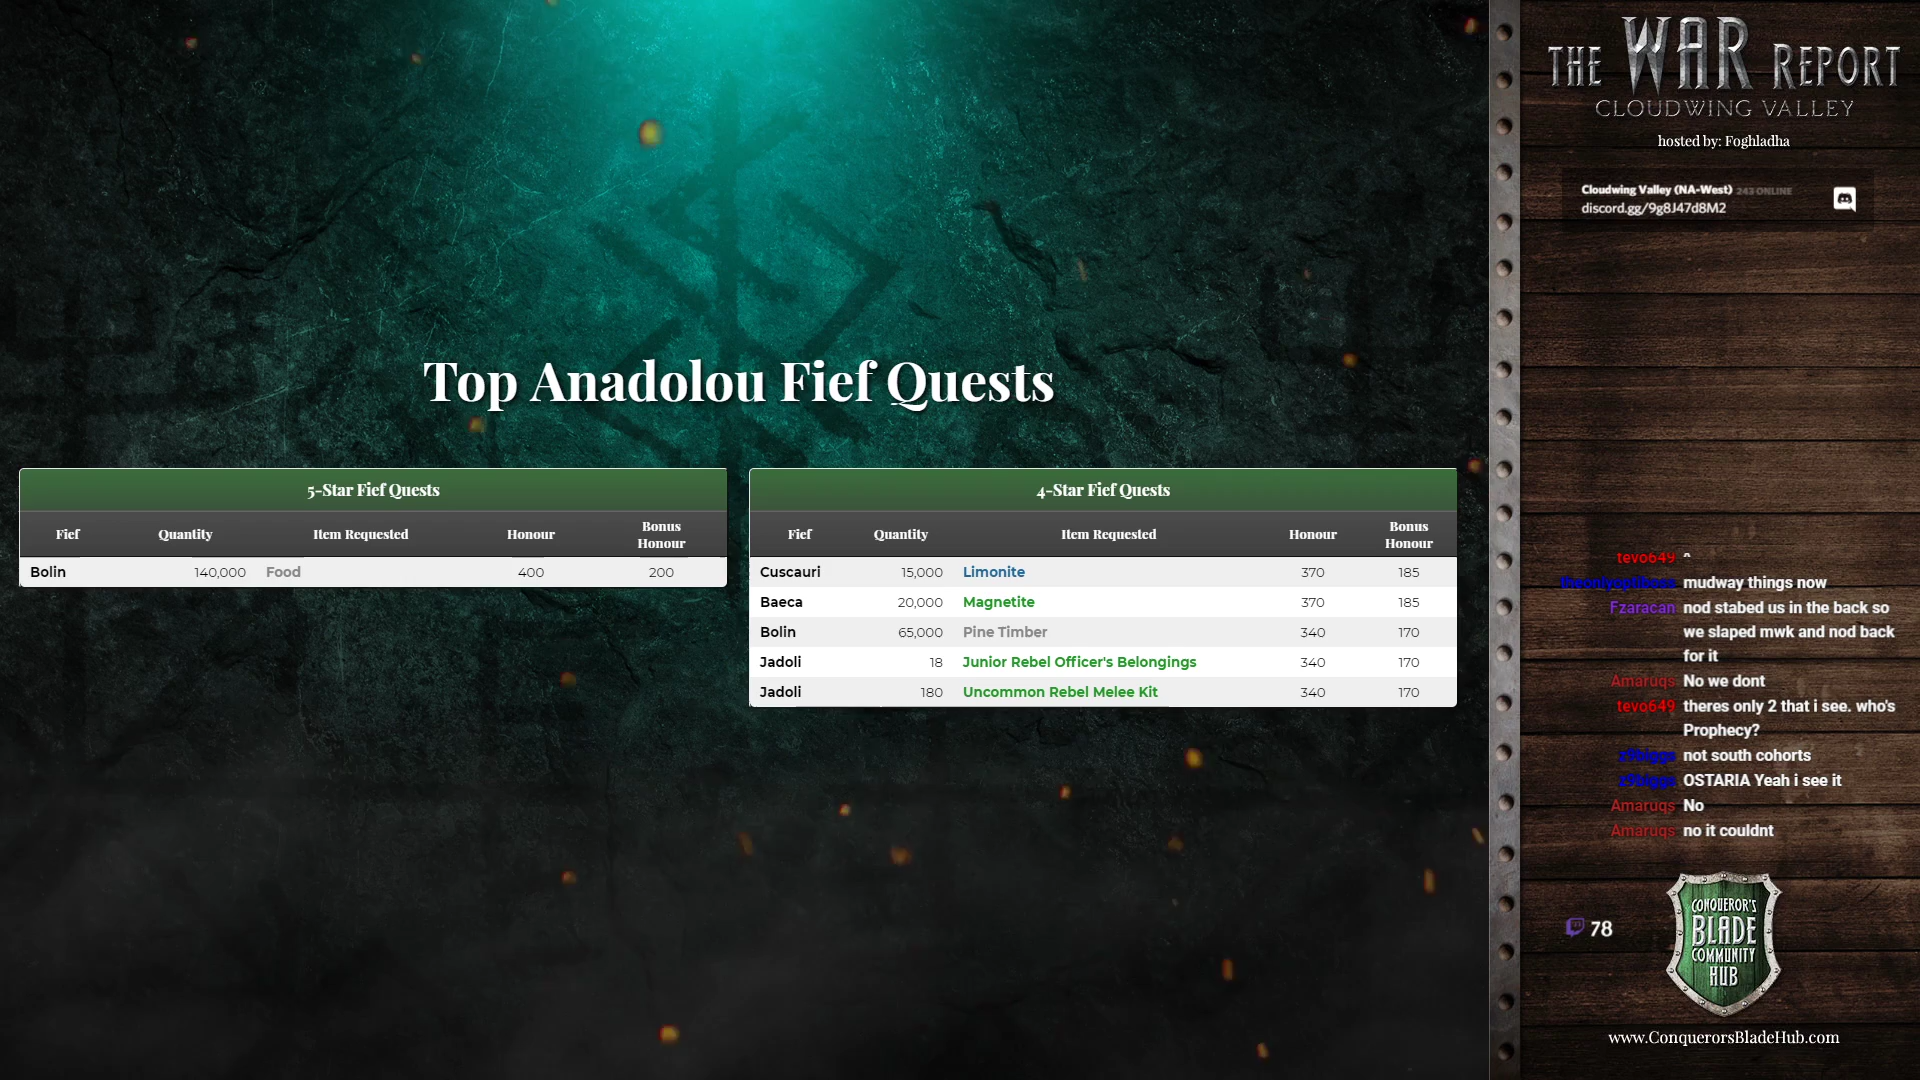 Top Anadolou Fief Quests
5-Star Fief Quests
Fief Quantity Item Requested Honour Bonus Honour
Bolin 140,000 Food 400 200
4-Star Fief Quests
Fief Quantity Item Requested Honour Bonus Honour
Cuscauri 15,000 Limonite 370 185
Baeca 20,000 Magnetite 370 185
Bolin 65,000 Pine Timber 340 170
Jadoli 18 Junior Rebel Officer's Belongings 340 170
Jadoli 180 Uncommon Rebel Melee Kit 340 170
THE WAR REPORT
CLOUDWING VALLEY
hosted by: Foghladha
Cloudwing Valley (NA-West) 243 ONLINE
discord.gg/9g8J47d8M2
tevo649 ^
mudway things now
Fzaracan nod stabed us in the back so
we slaped mwk and nod back
for it
Amaruqs No we dont
tevo649 theres only 2 that i see. who's
Prophecy?
z9biggs not south cohorts
z9biggs OSTARIA Yeah i see it
Amaruqs No
Amaruqs no it couldnt
78
CONQUEROR'S
BLADE
COMMUNITY
HUB
www.ConquerorsBladeHub.com